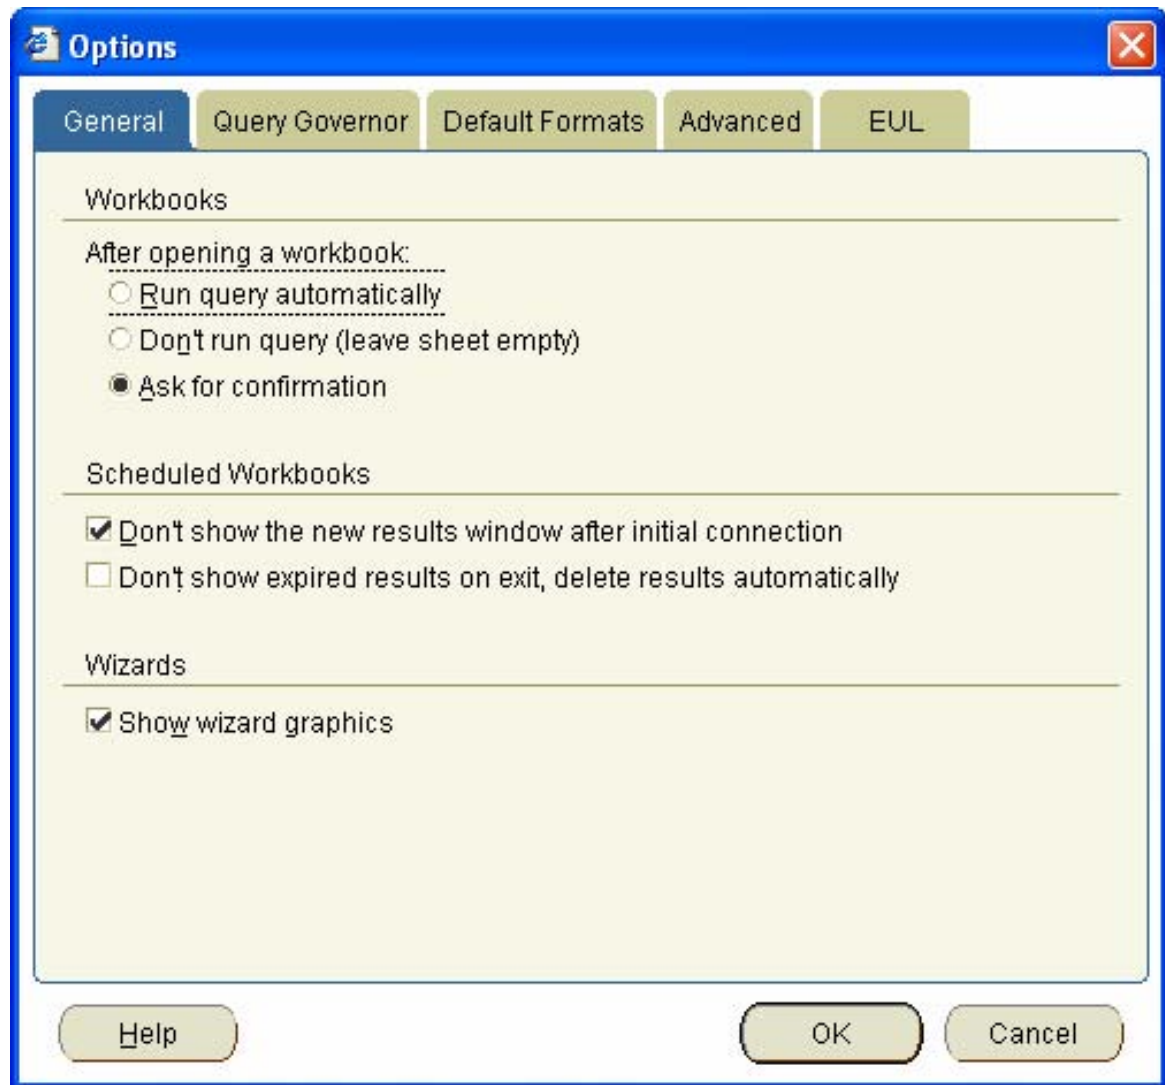 Options
General Query Governor Default Formats Advanced EUL
Workbooks
After opening a workbook:
Run query automatically
Don't run query (leave sheet empty)
Ask for confirmation
Scheduled Workbooks
Don't show the new results window after initial connection
Don't show expired results on exit, delete results automatically
Wizards
Show wizard graphics
Help OK Cancel